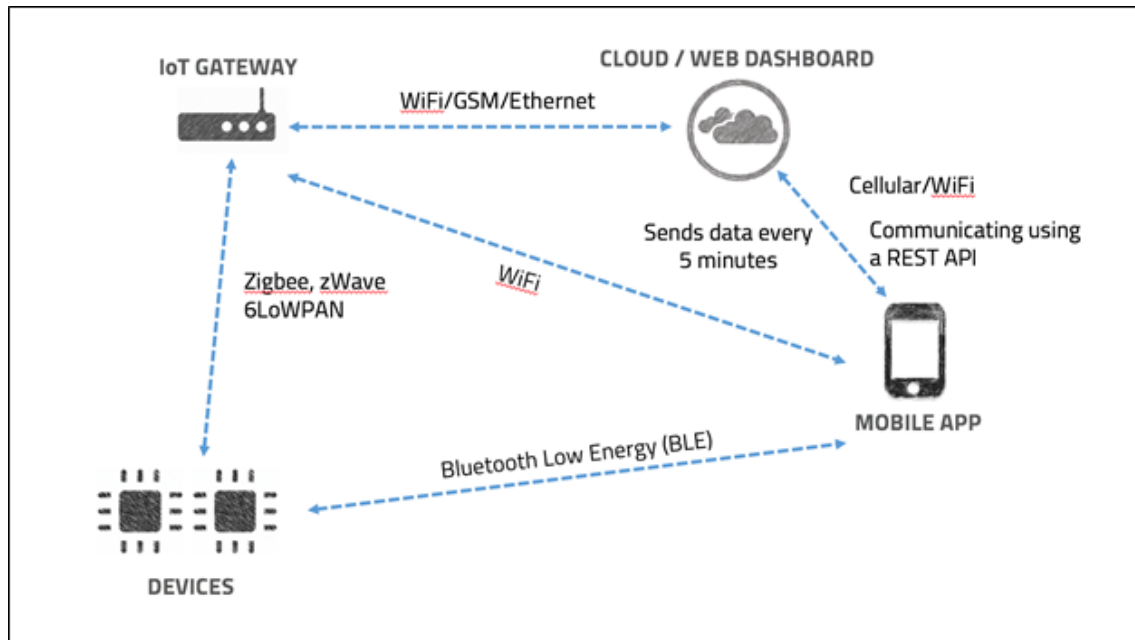 IoT GATEWAY
CLOUD / WEB DASHBOARD
WiFi/GSM/Ethernet
Cellular/WiFi
Sends data every
5 minutes
Communicating using
a REST API
WiFi
Zigbee, zWave
6LoWPAN
MOBILE APP
Bluetooth Low Energy (BLE)
DEVICES